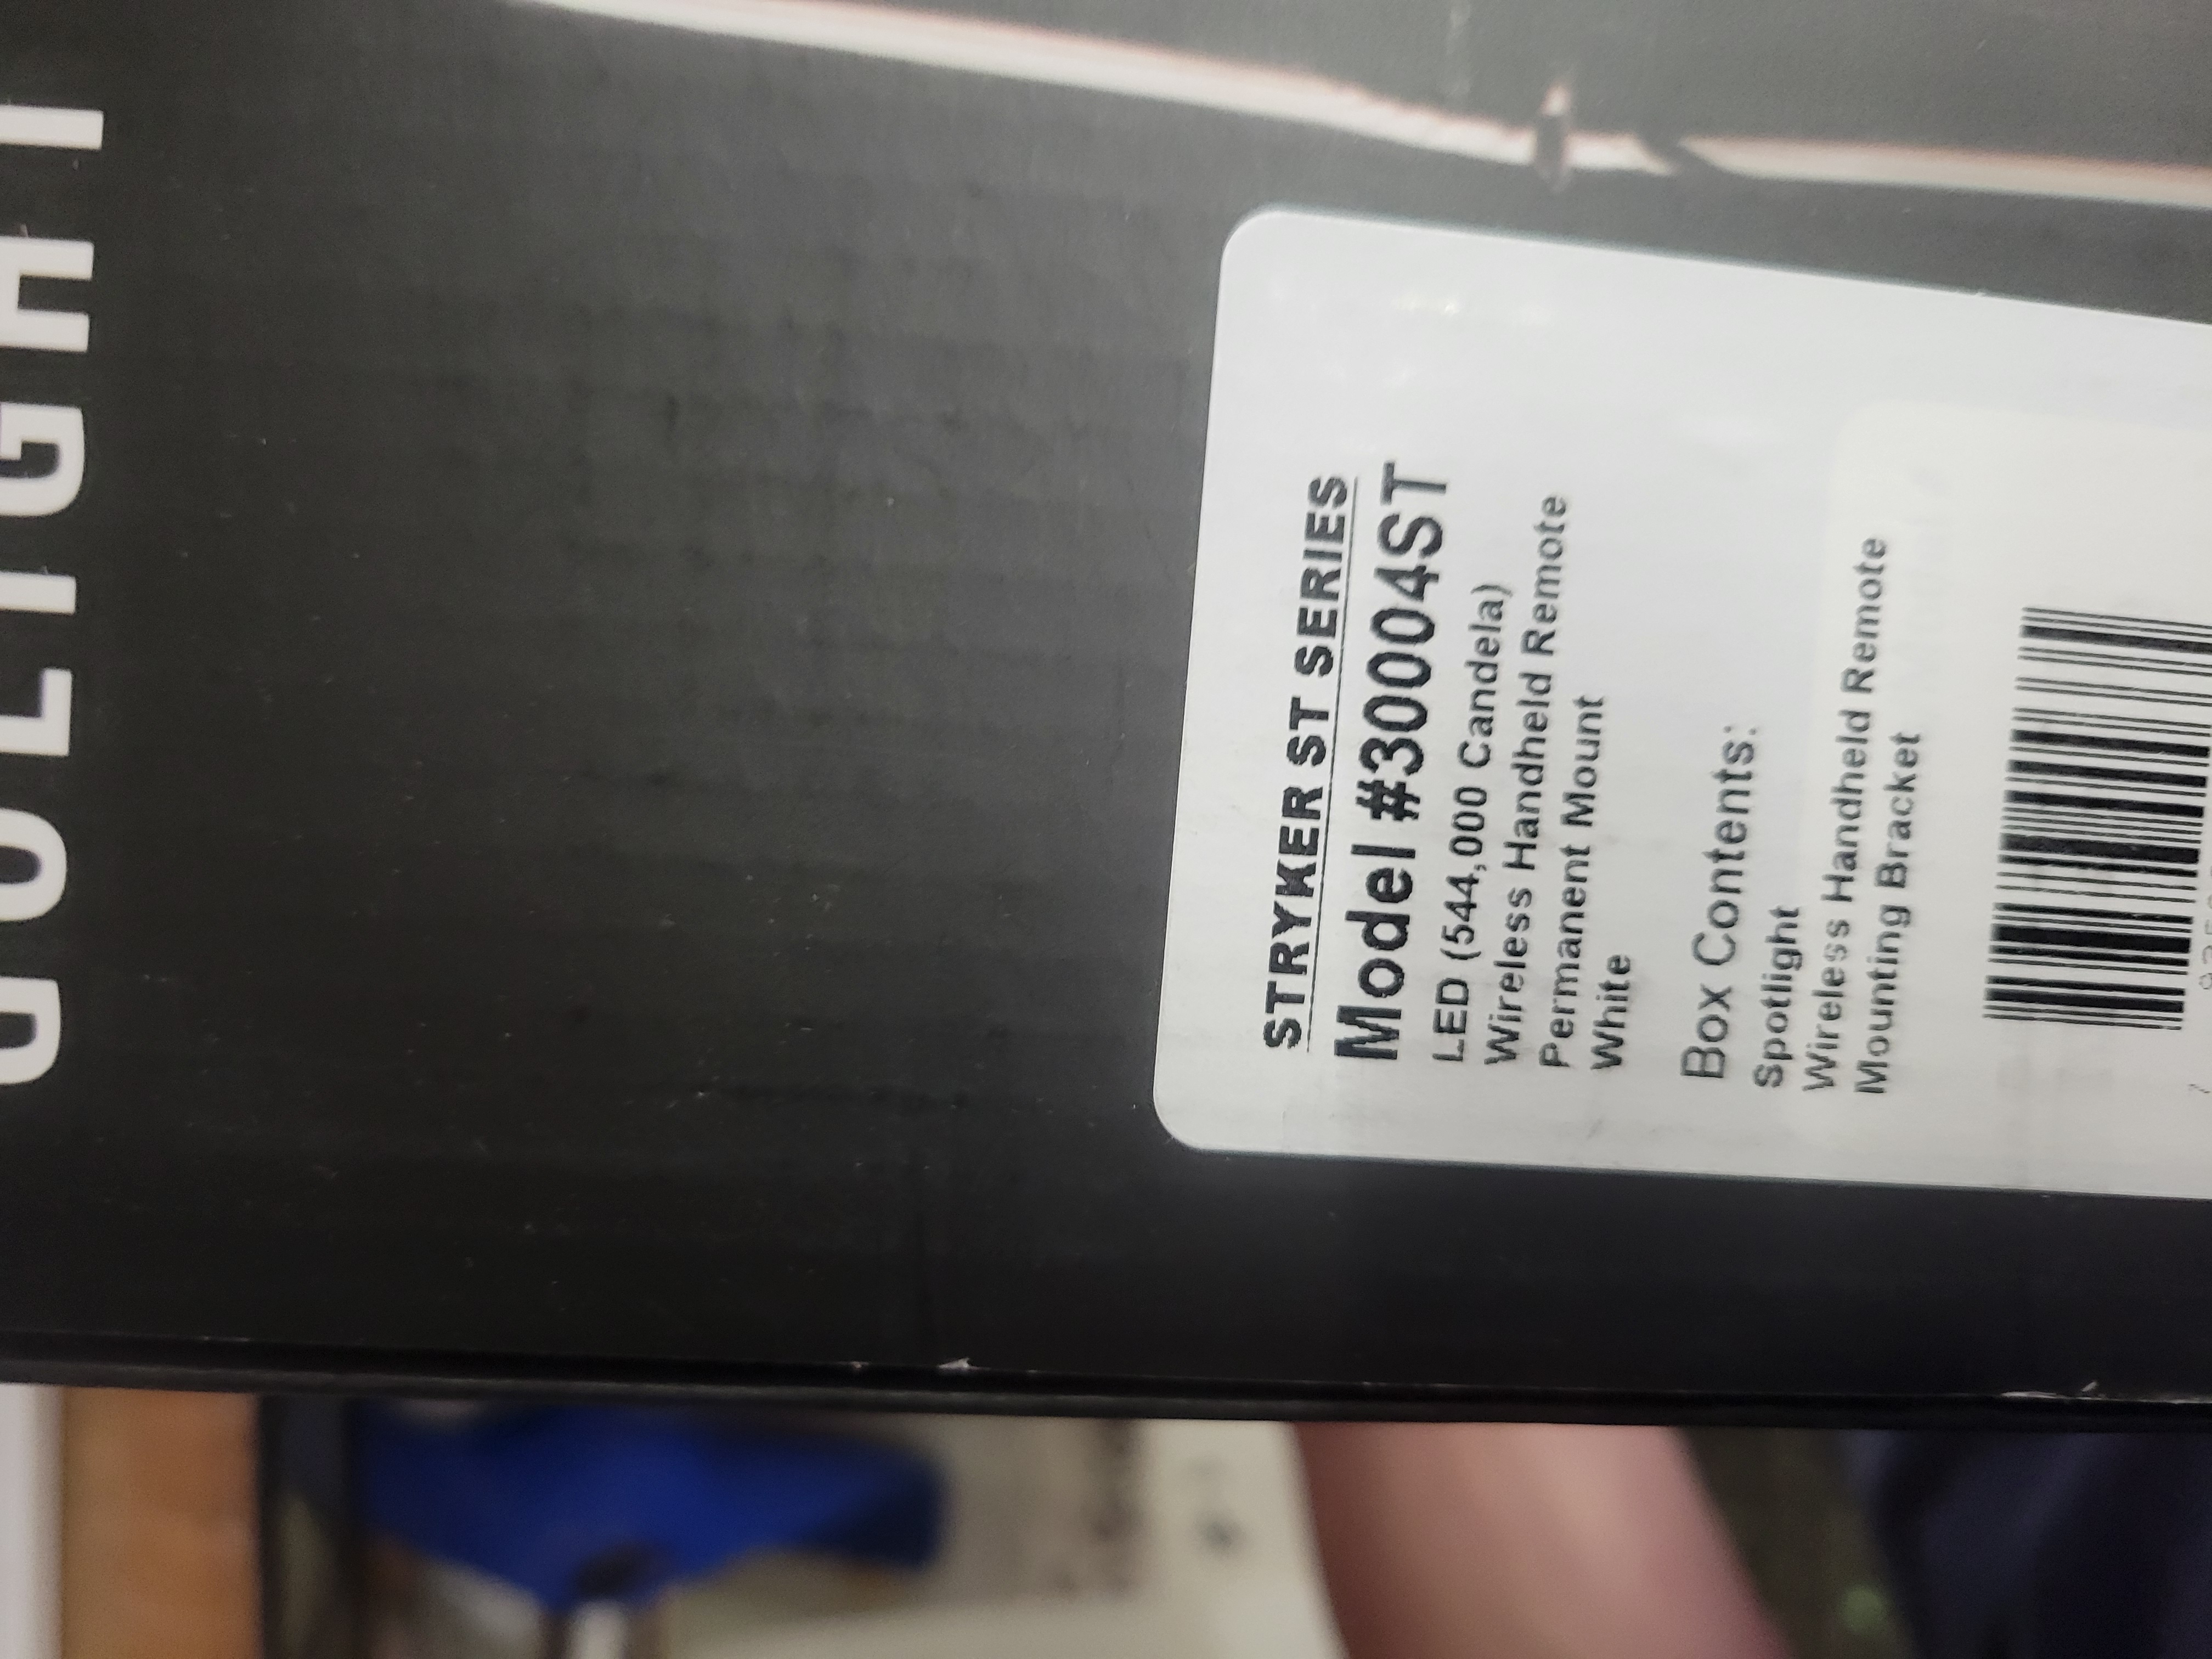 GOLIGHT
STRYKER ST SERIES
Model #30004ST
LED (544,000 Candela)
Wireless Handheld Remote
Permanent Mount
White
Box Contents:
Spotlight
Wireless Handheld Remote
Mounting Bracket